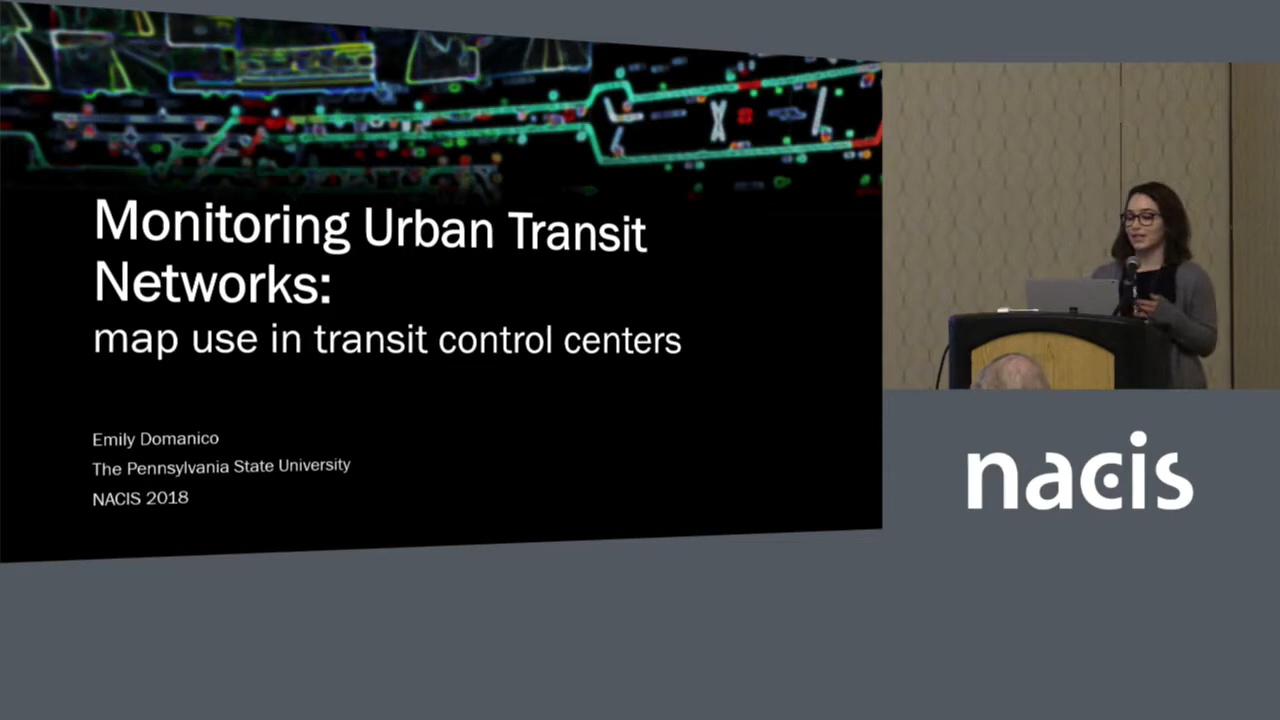 Monitoring Urban Transit
Networks:
map use in transit control centers
Emily Domanico
The Pennsylvania State University
NACIS 2018
nacis